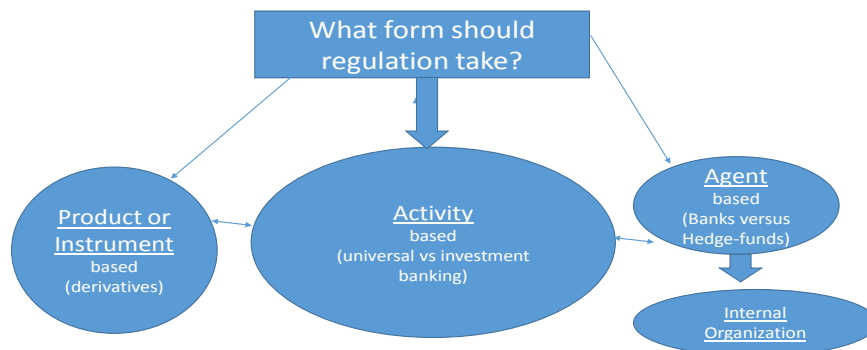 What form should
regulation take?
Product or
Instrument
based
(derivatives)
Activity
based
(universal vs investment
banking)
Agent
based
(Banks versus
Hedge-funds)
Internal
Organization